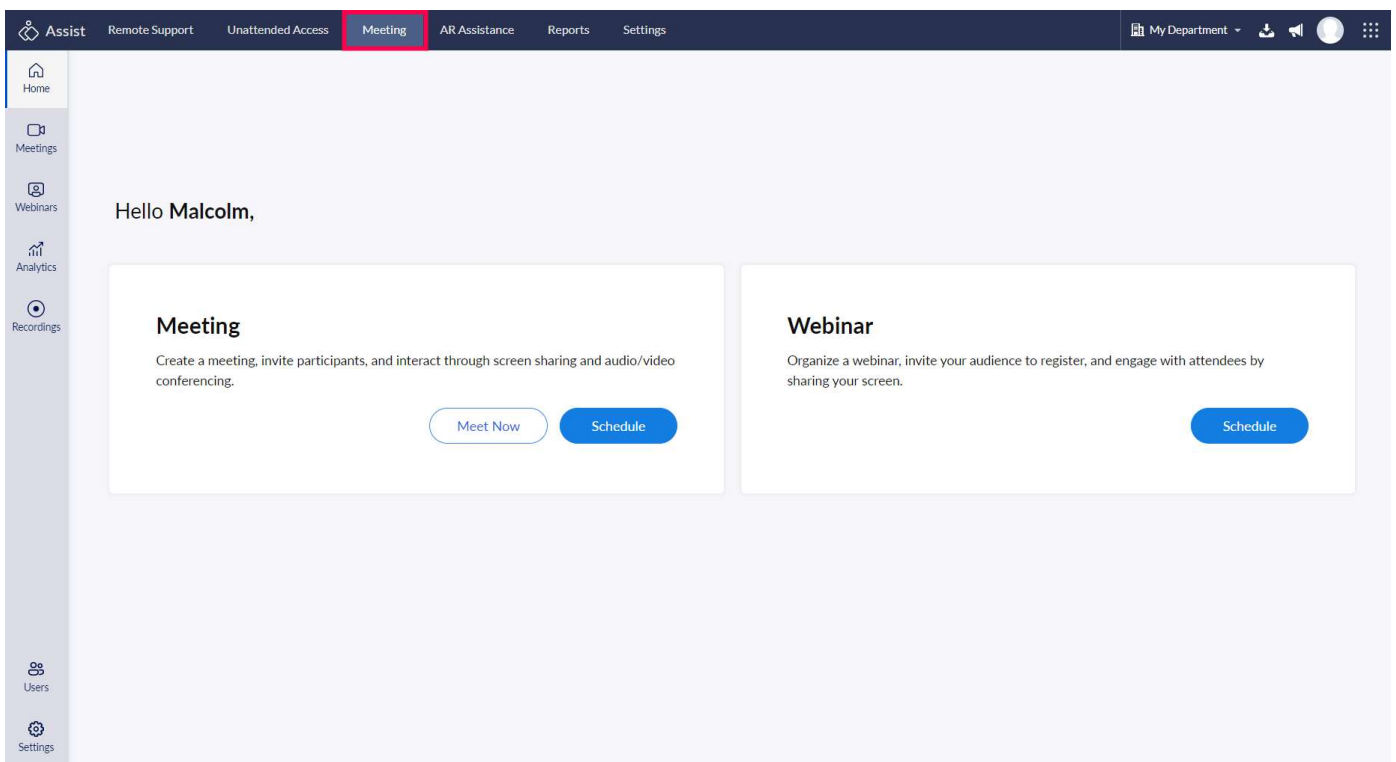 Assist Remote Support Unattended Access Meeting AR Assistance Reports Settings My Department
Home
Meetings
Webinars
Analytics
Recordings
Hello Malcolm,
Meeting
Create a meeting, invite participants, and interact through screen sharing and audio/video
conferencing.
Meet Now Schedule
Webinar
Organize a webinar, invite your audience to register, and engage with attendees by
sharing your screen.
Schedule
Users
Settings